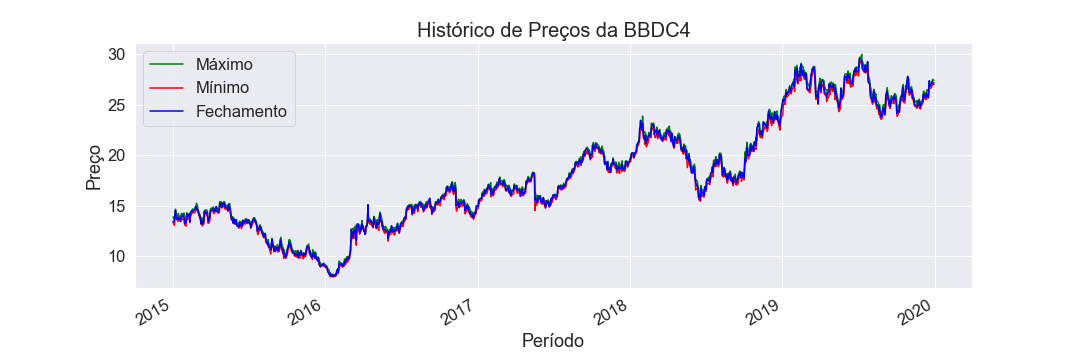 Histórico de Preços da BBDC4
Máximo
Mínimo
Fechamento
Preço
30
25
20
15
10
2015
2016
2017
2018
2019
2020
Período